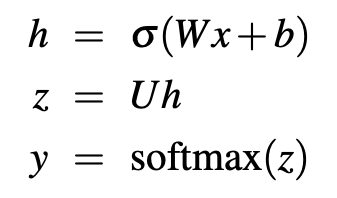 h = σ(Wx+b)
z = Uh
y = softmax(z)